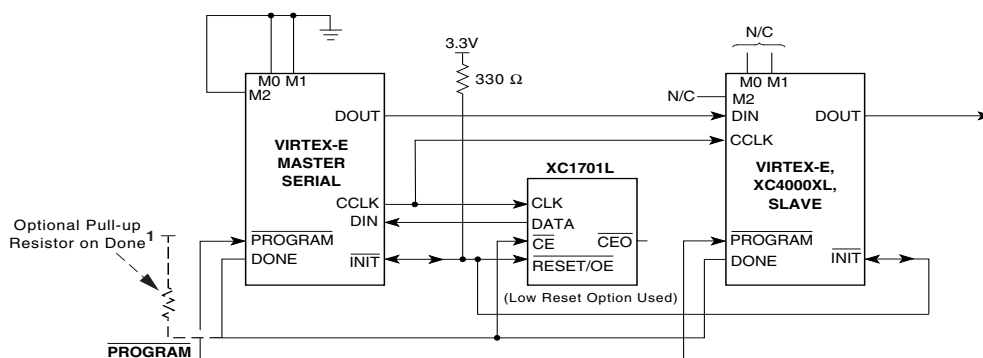 N/C
3.3V
M0 M1
330 Ω
M0 M1
M2
N/C
M2
DOUT
DIN
DOUT
VIRTEX-E
MASTER
SERIAL
CCLK
XC1701L
VIRTEX-E,
XC4000XL,
SLAVE
CCLK
CLK
DIN
DATA
Optional Pull-up
Resistor on Done1
PROGRAM
CE
CEO
PROGRAM
DONE
INIT
RESET/OE
DONE
INIT
(Low Reset Option Used)
PROGRAM